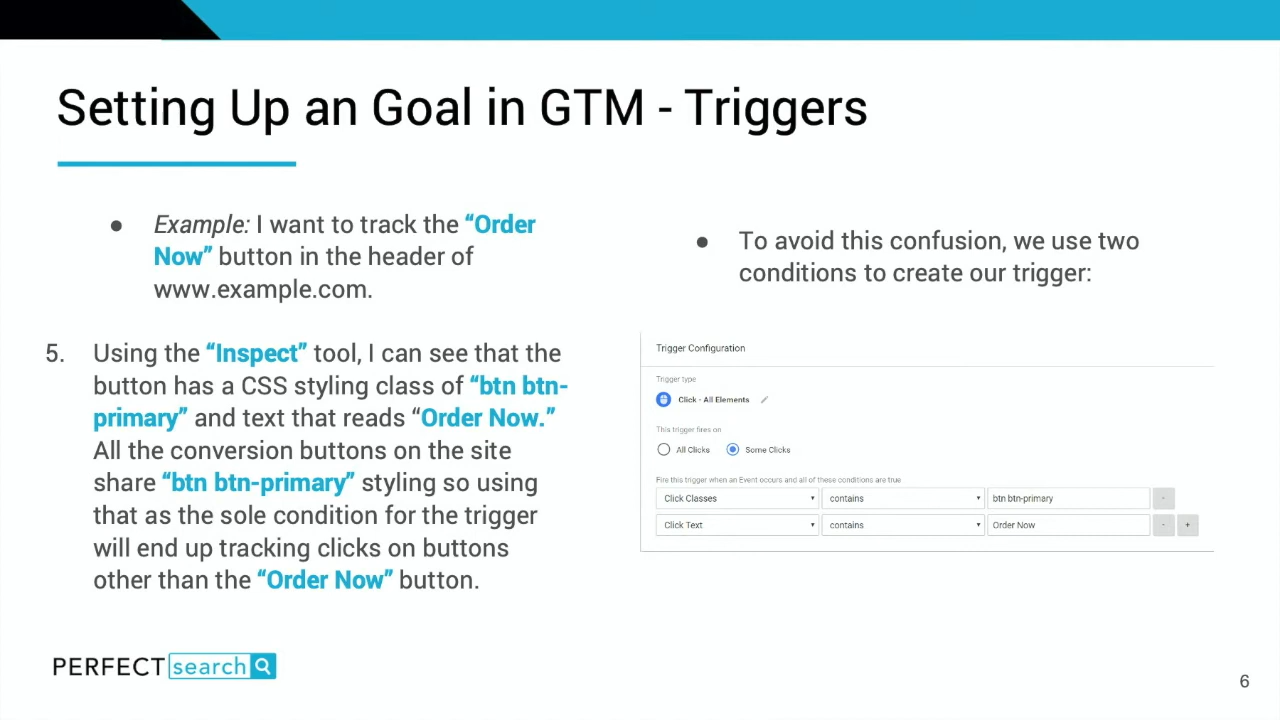 Setting Up an Goal in GTM - Triggers
● Example: I want to track the “Order
Now” button in the header of
www.example.com.
5. Using the “Inspect” tool, I can see that the
button has a CSS styling class of “btn btn-
primary” and text that reads “Order Now.”
All the conversion buttons on the site
share “btn btn-primary” styling so using
that as the sole condition for the trigger
will end up tracking clicks on buttons
other than the “Order Now” button.
● To avoid this confusion, we use two
conditions to create our trigger:
Trigger Configuration
Trigger type
Click - All Elements
This trigger fires on
All Clicks Some Clicks
Fire this trigger when an Event occurs and all of these conditions are true
Click Classes contains btn btn-primary -
Click Text contains Order Now - +
PERFECT search
6